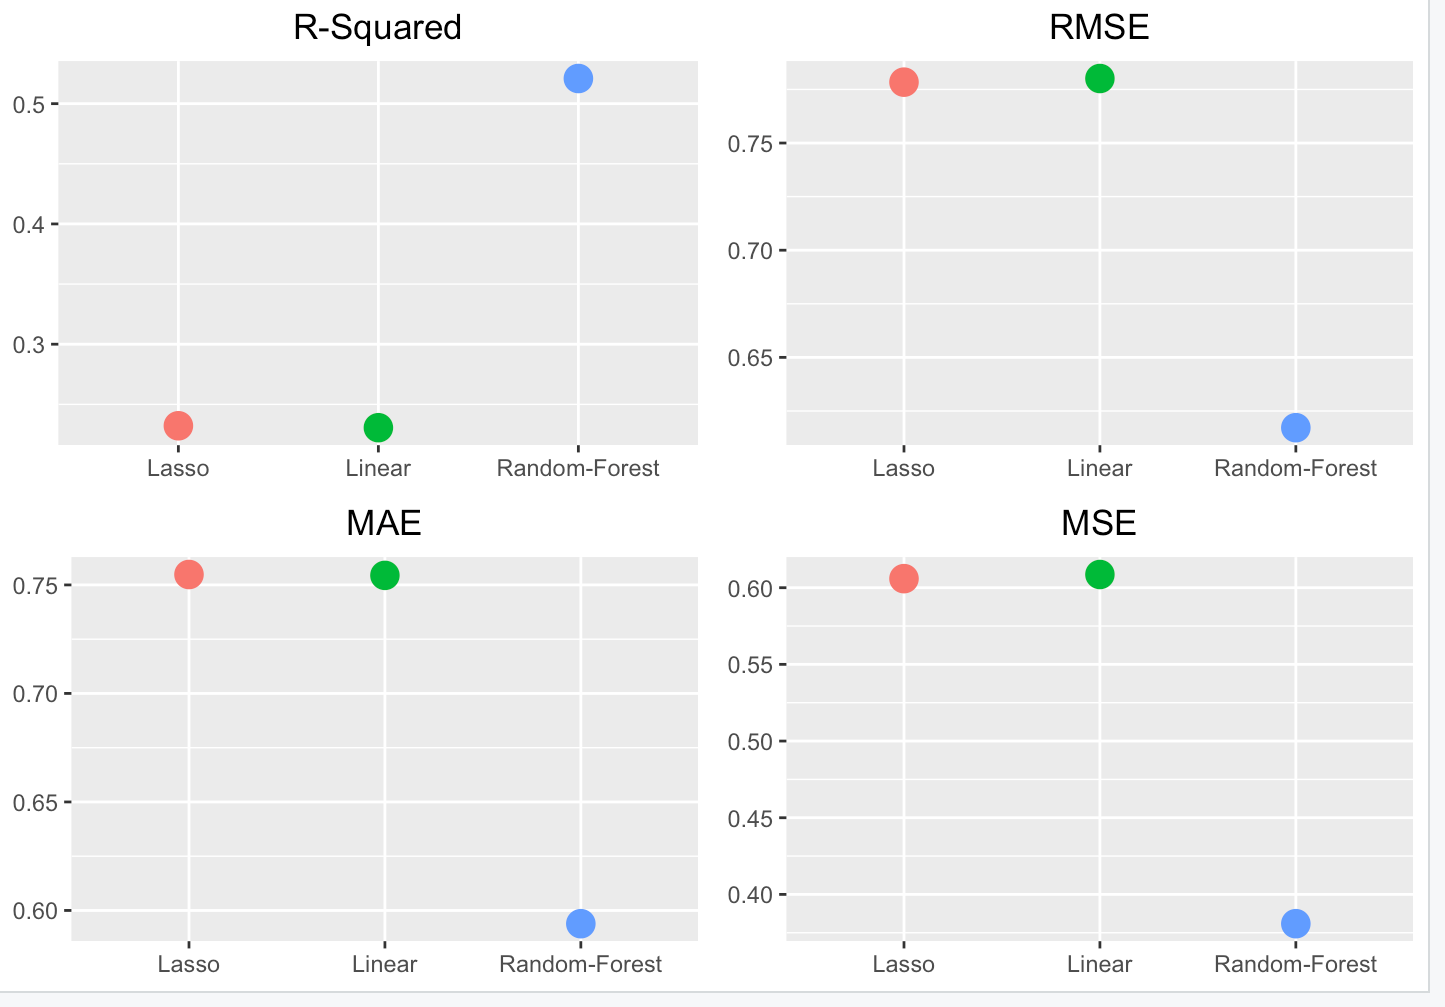 R-Squared
0.5
0.4
0.3
Lasso Linear Random-Forest
RMSE
0.75
0.70
0.65
Lasso Linear Random-Forest
MAE
0.75
0.70
0.65
0.60
Lasso Linear Random-Forest
MSE
0.60
0.55
0.50
0.45
0.40
Lasso Linear Random-Forest